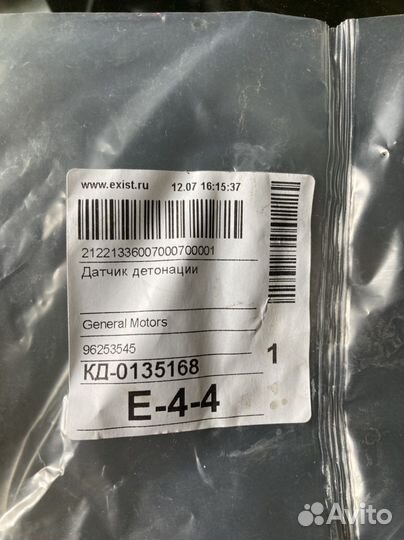 www.exist.ru 12.07 16:15:37
21221336007000700001
Датчик детонации
General Motors
96253545
КД-0135168
1
E-4-4
Avito